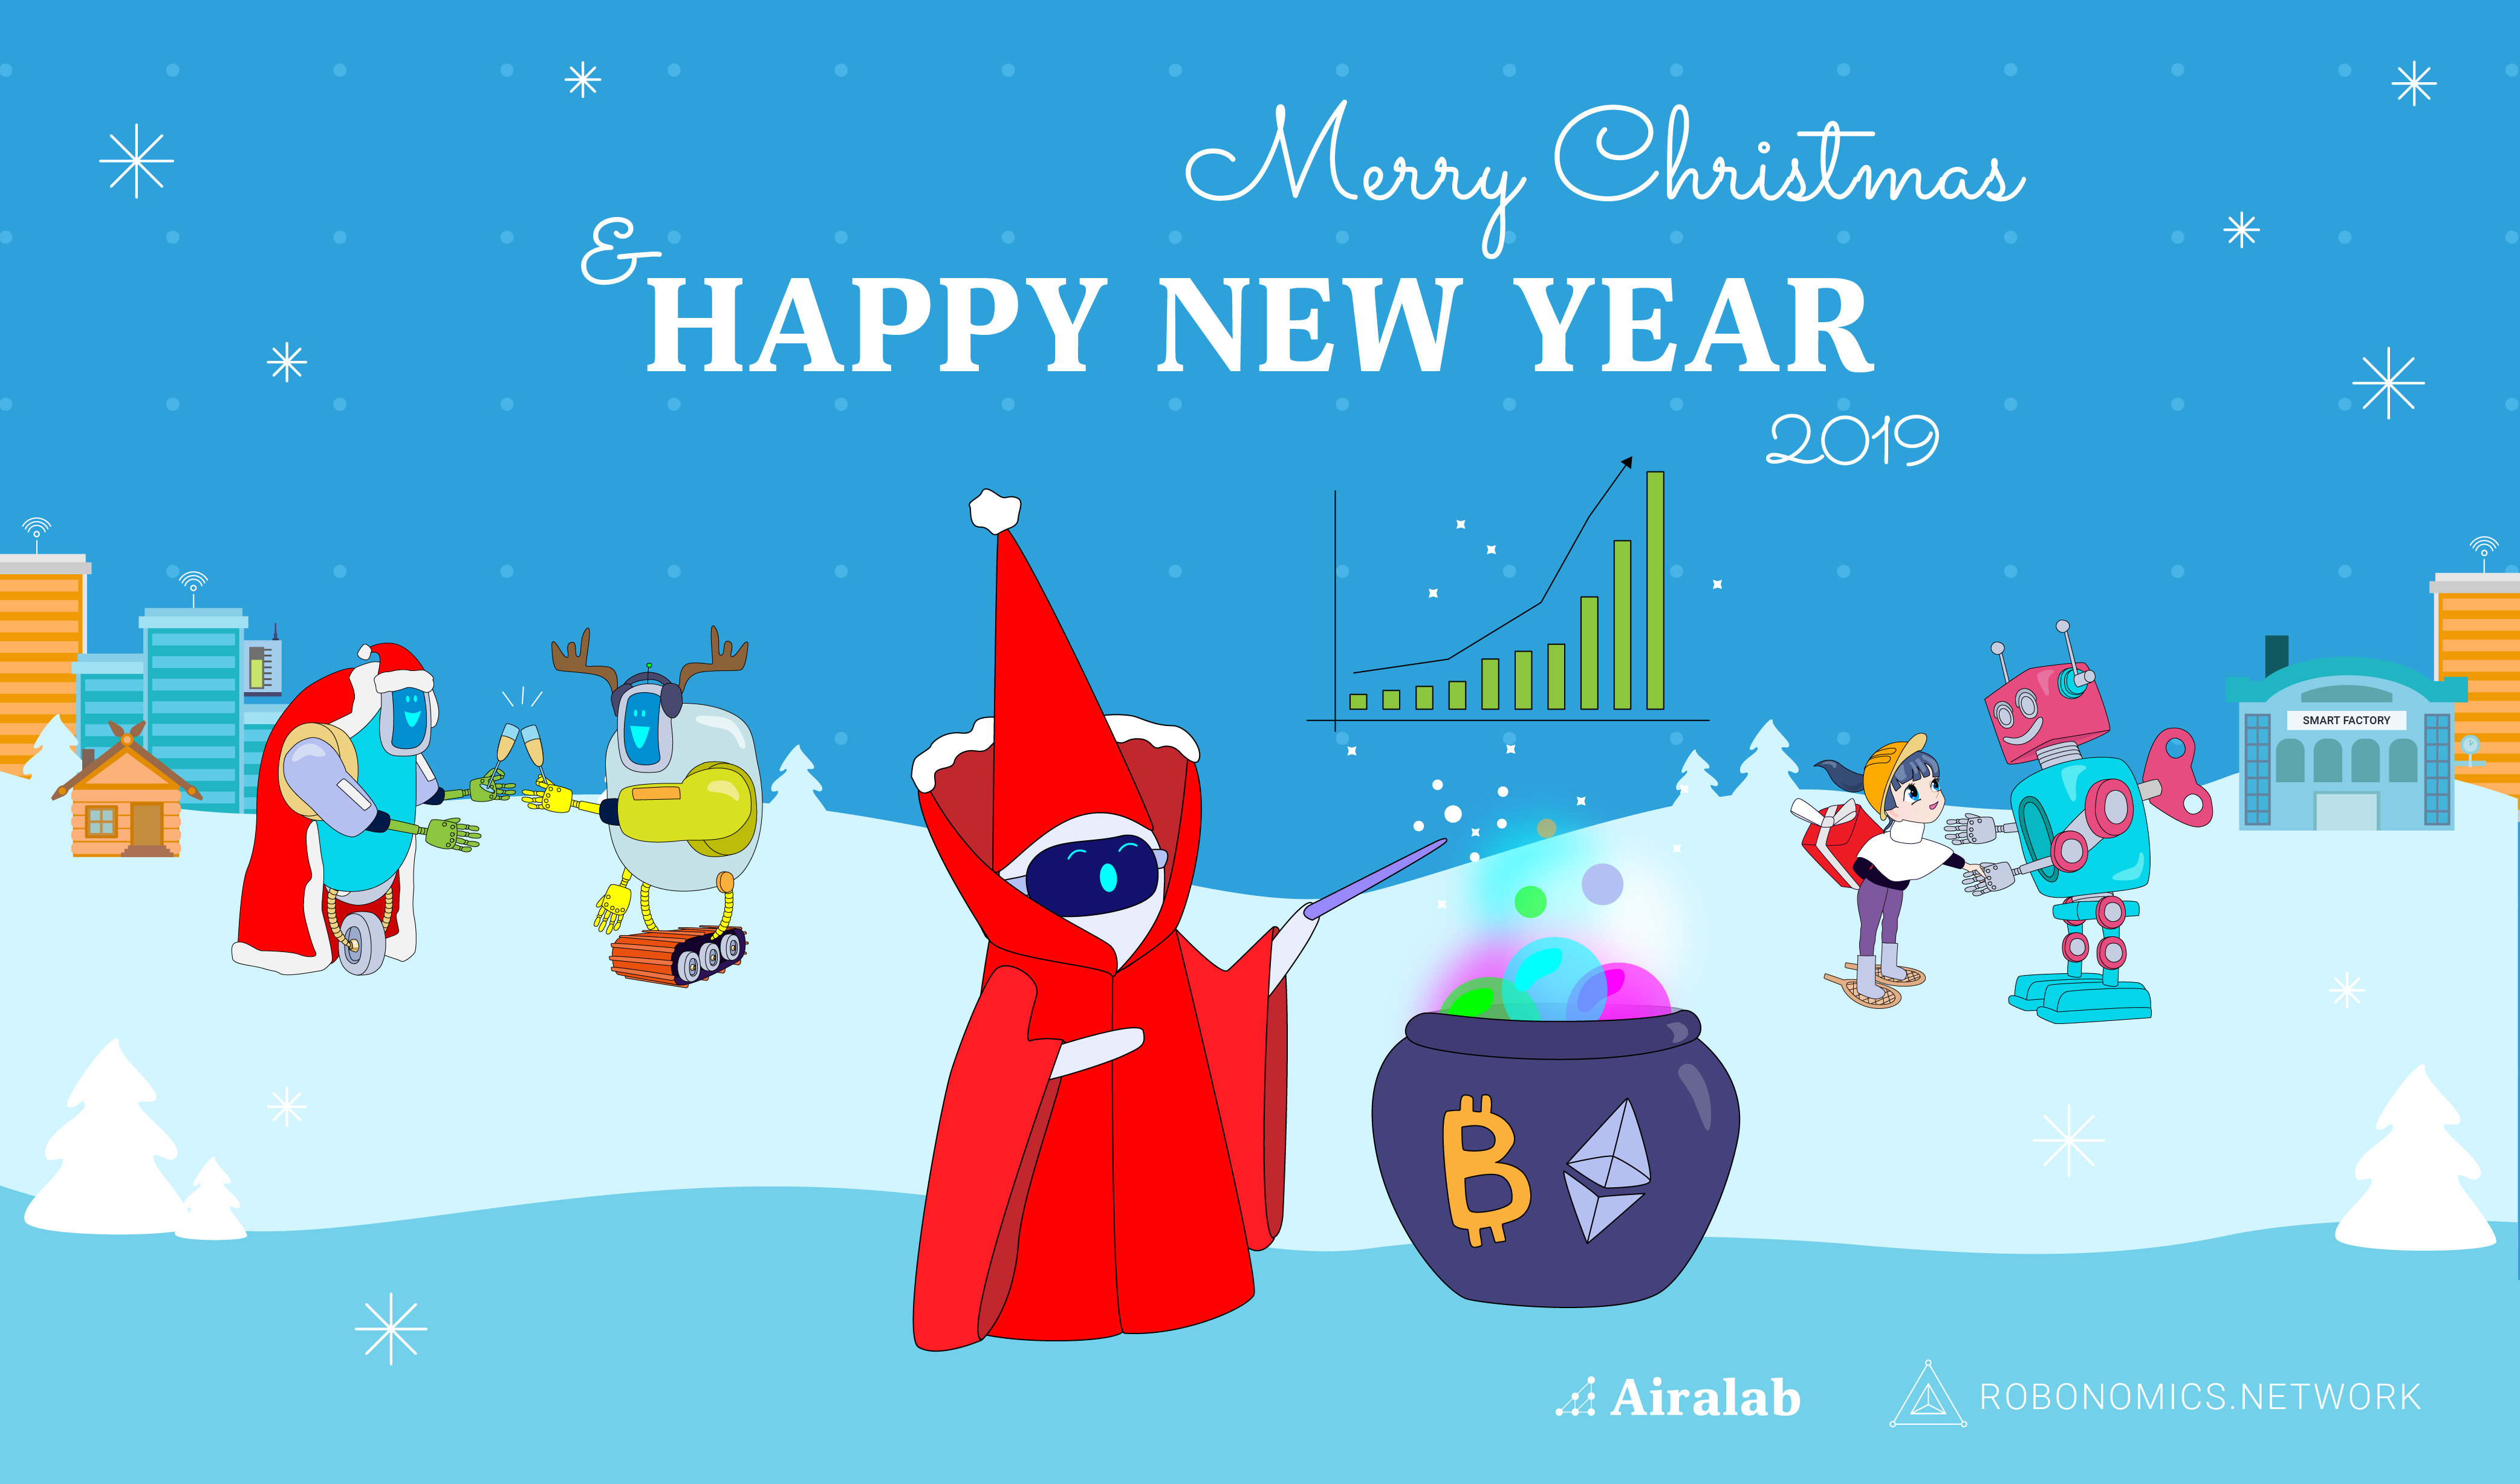 Merry Christmas
&
HAPPY NEW YEAR
2019
SMART FACTORY
Airalab
ROBONOMICS.NETWORK